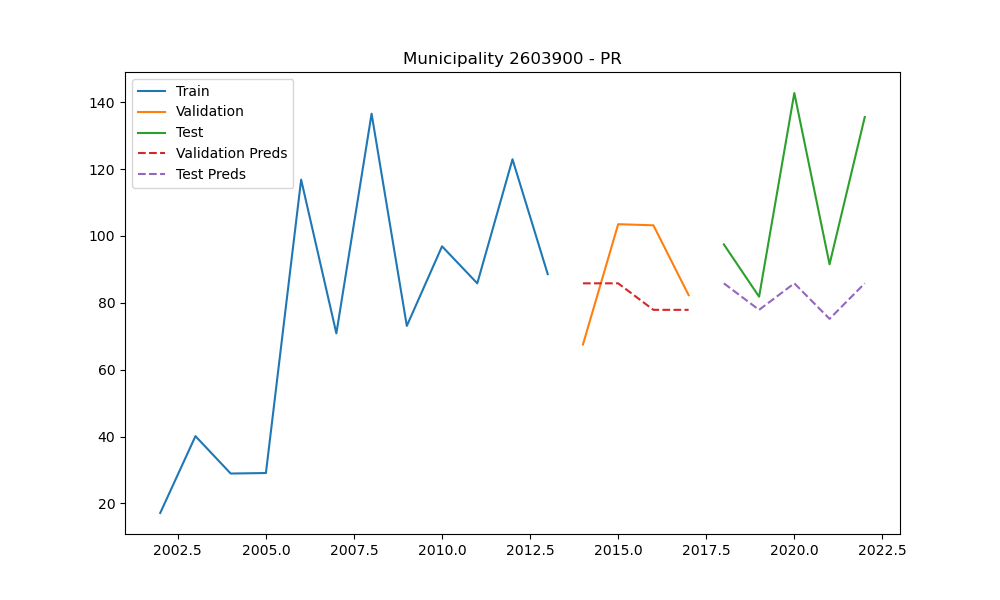 Municipality 2603900 - PR
Train
Validation
Test
Validation Preds
Test Preds
140
120
100
80
60
40
20
2002.5 2005.0 2007.5 2010.0 2012.5 2015.0 2017.5 2020.0 2022.5